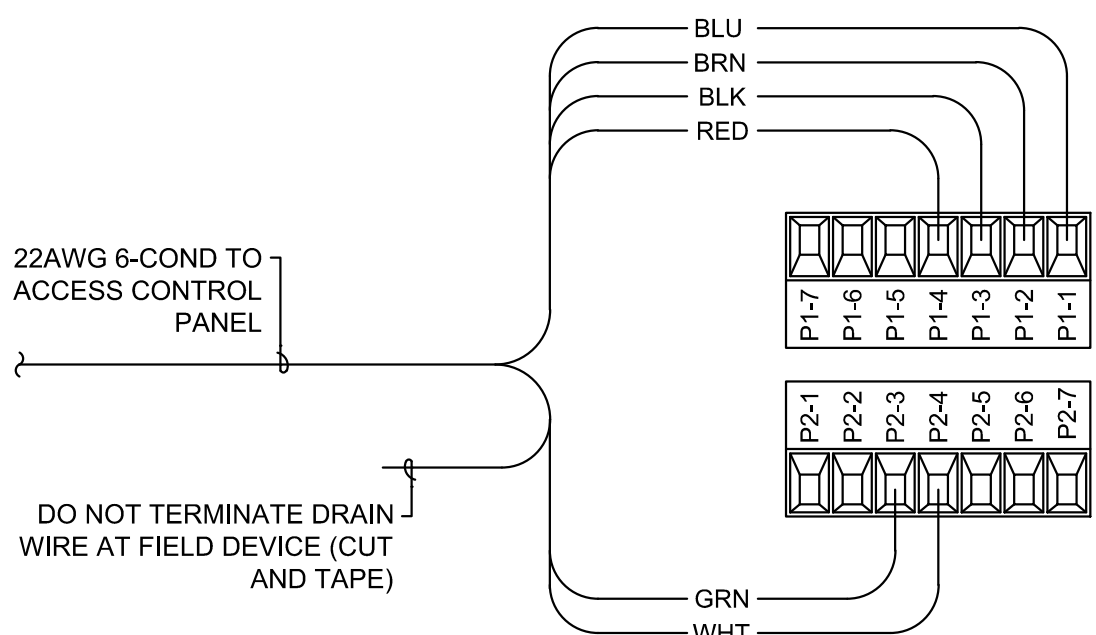 BLU
BRN
BLK
RED
22AWG 6-COND TO
ACCESS CONTROL
PANEL
P1-7
P1-6
P1-5
P1-4
P1-3
P1-2
P1-1
P2-1
P2-2
P2-3
P2-4
P2-5
P2-6
P2-7
DO NOT TERMINATE DRAIN
WIRE AT FIELD DEVICE (CUT
AND TAPE)
GRN
WHT